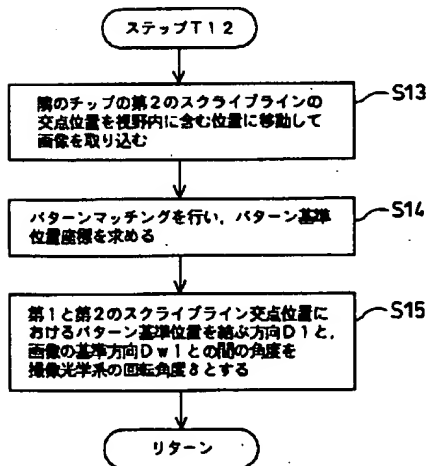 ステップT12
隣のチップの第2のスクライブラインの
交点位置を視野内に含む位置に移動して
画像を取り込む
S13
パターンマッチングを行い,パターン基準
位置座標を求める
S14
第1と第2のスクライブライン交点位置に
おけるパターン基準位置を結ぶ方向D1と,
画像の基準方向Dw1との間の角度を
撮像光学系の回転角度δとする
S15
リターン